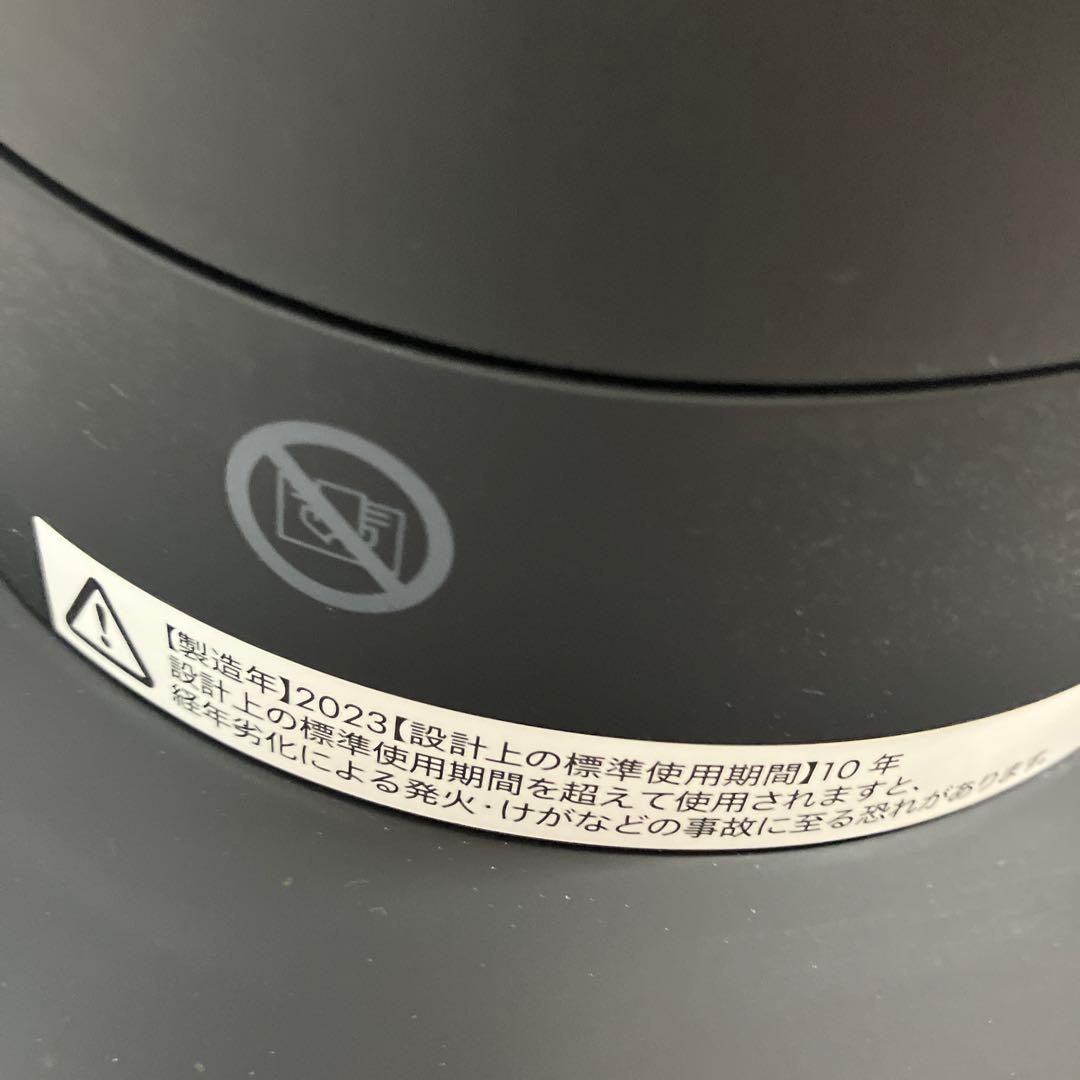 【製造年】2023【設計上の標準使用期間】10 年
設計上の標準使用期間を超えて使用されますと、
経年劣化による発火・けがなどの事故に至る恐れがあります。